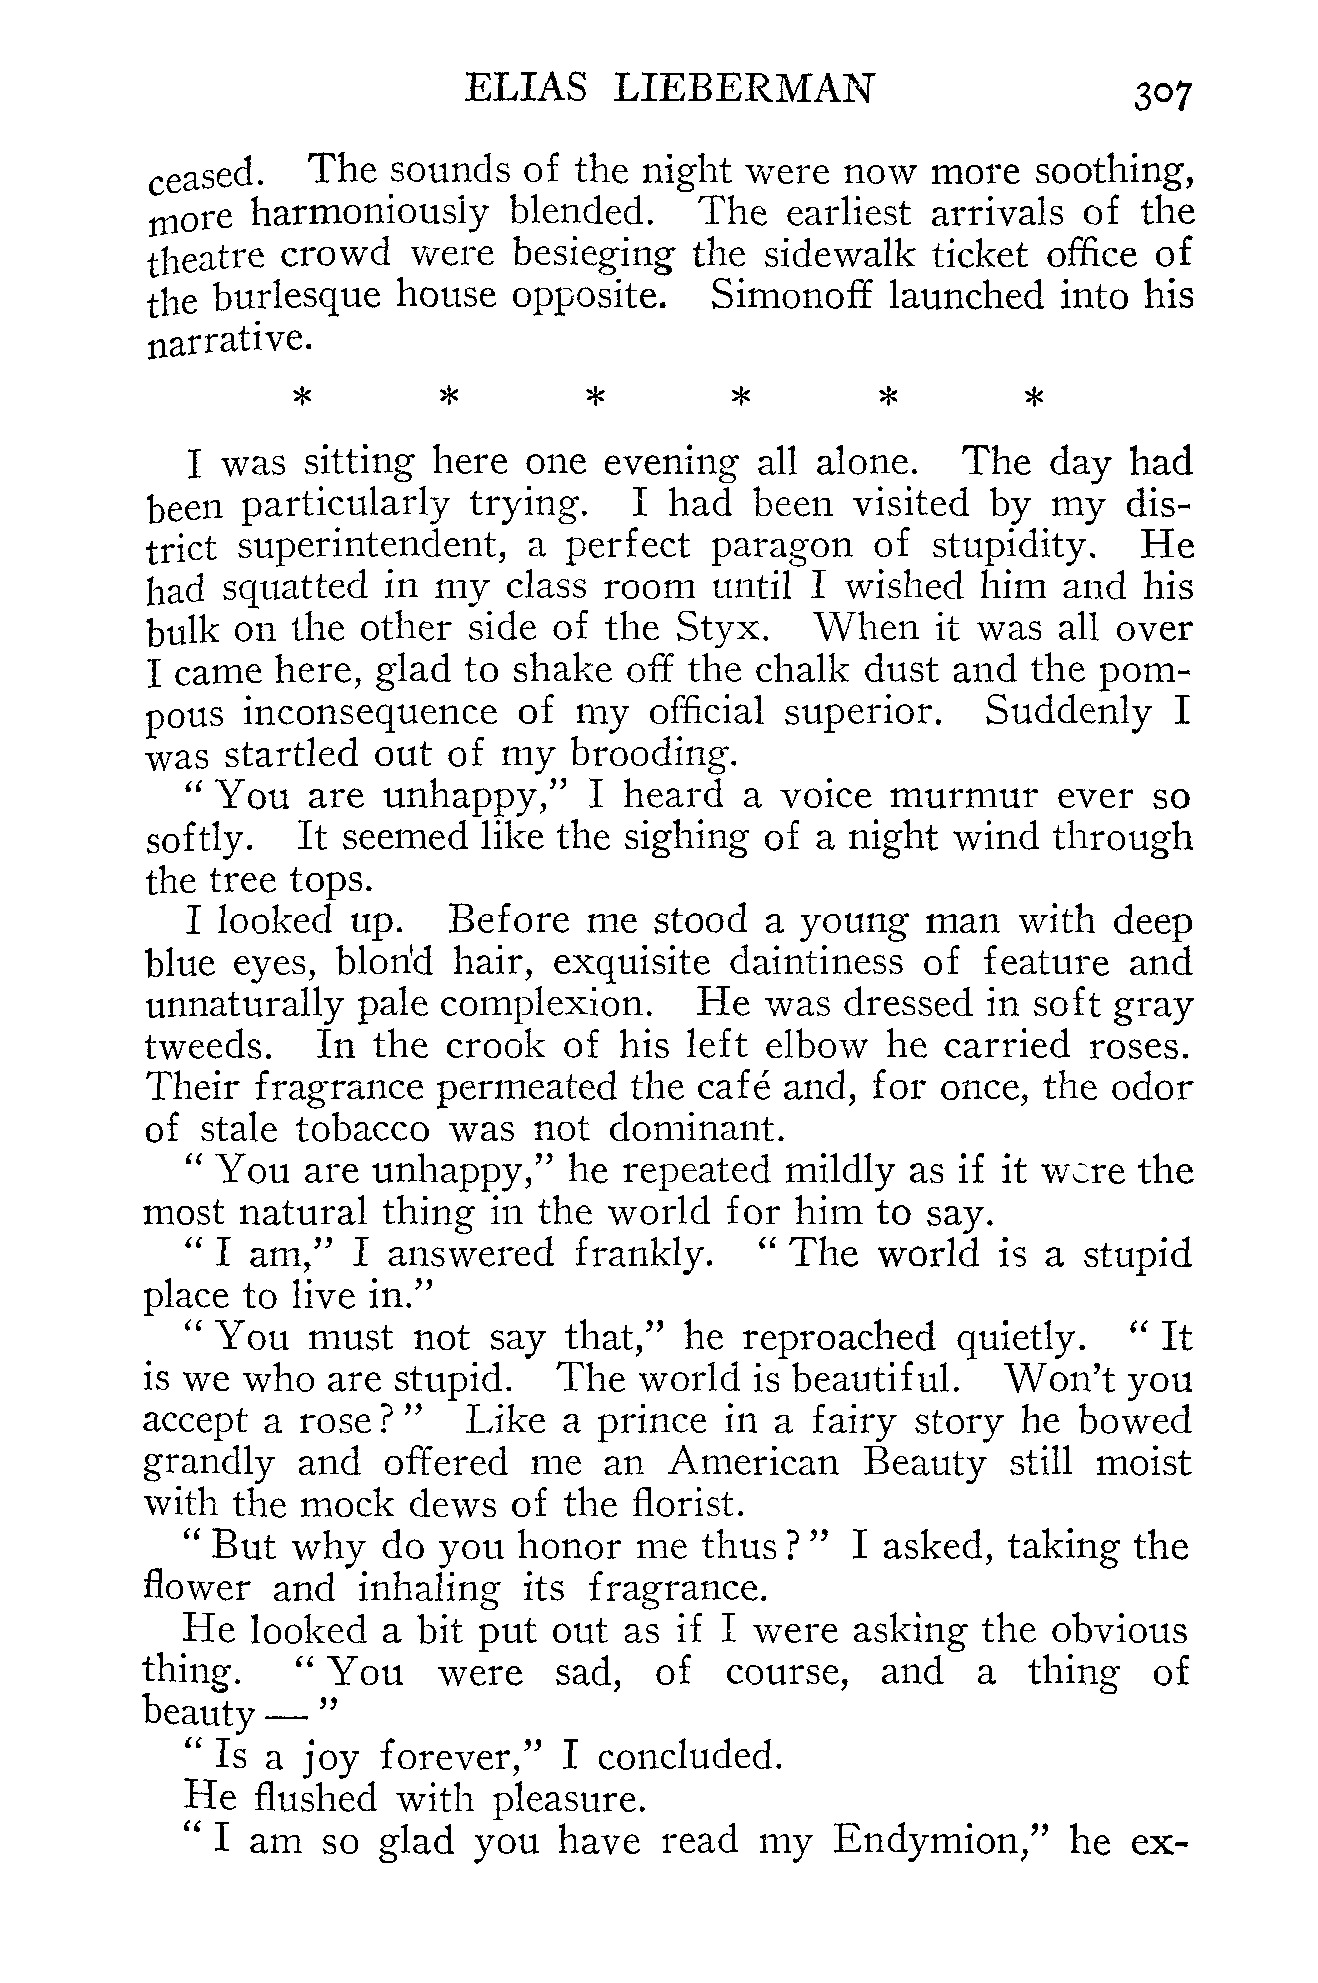 ELIAS LIEBERMAN 307
ceased. The sounds of the night were now more soothing,
more harmoniously blended. The earliest arrivals of the
theatre crowd were besieging the sidewalk ticket office of
the burlesque house opposite. Simonoff launched into his
narrative.
* * * * * *
I was sitting here one evening all alone. The day had
been particularly trying. I had been visited by my dis-
trict superintendent, a perfect paragon of stupidity. He
had squatted in my class room until I wished him and his
bulk on the other side of the Styx. When it was all over
I came here, glad to shake off the chalk dust and the pom-
pous inconsequence of my official superior. Suddenly I
was startled out of my brooding.
“ You are unhappy,” I heard a voice murmur ever so
softly. It seemed like the sighing of a night wind through
the tree tops.
I looked up. Before me stood a young man with deep
blue eyes, blond hair, exquisite daintiness of feature and
unnaturally pale complexion. He was dressed in soft gray
tweeds. In the crook of his left elbow he carried roses.
Their fragrance permeated the café and, for once, the odor
of stale tobacco was not dominant.
“ You are unhappy,” he repeated mildly as if it were the
most natural thing in the world for him to say.
“ I am,” I answered frankly. “ The world is a stupid
place to live in.”
“ You must not say that,” he reproached quietly. “ It
is we who are stupid. The world is beautiful. Won’t you
accept a rose? ” Like a prince in a fairy story he bowed
grandly and offered me an American Beauty still moist
with the mock dews of the florist.
“ But why do you honor me thus? ” I asked, taking the
flower and inhaling its fragrance.
He looked a bit put out as if I were asking the obvious
thing. “ You were sad, of course, and a thing of
beauty — ”
“ Is a joy forever,” I concluded.
He flushed with pleasure.
“ I am so glad you have read my Endymion,” he ex-